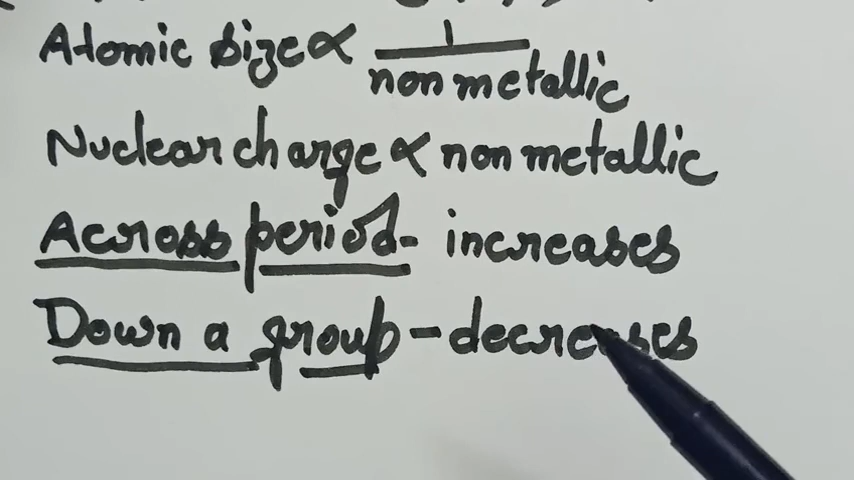 Atomic size ∝ 1/non metallic
Nuclear charge ∝ non metallic
Across period - increases
Down a group - decreases